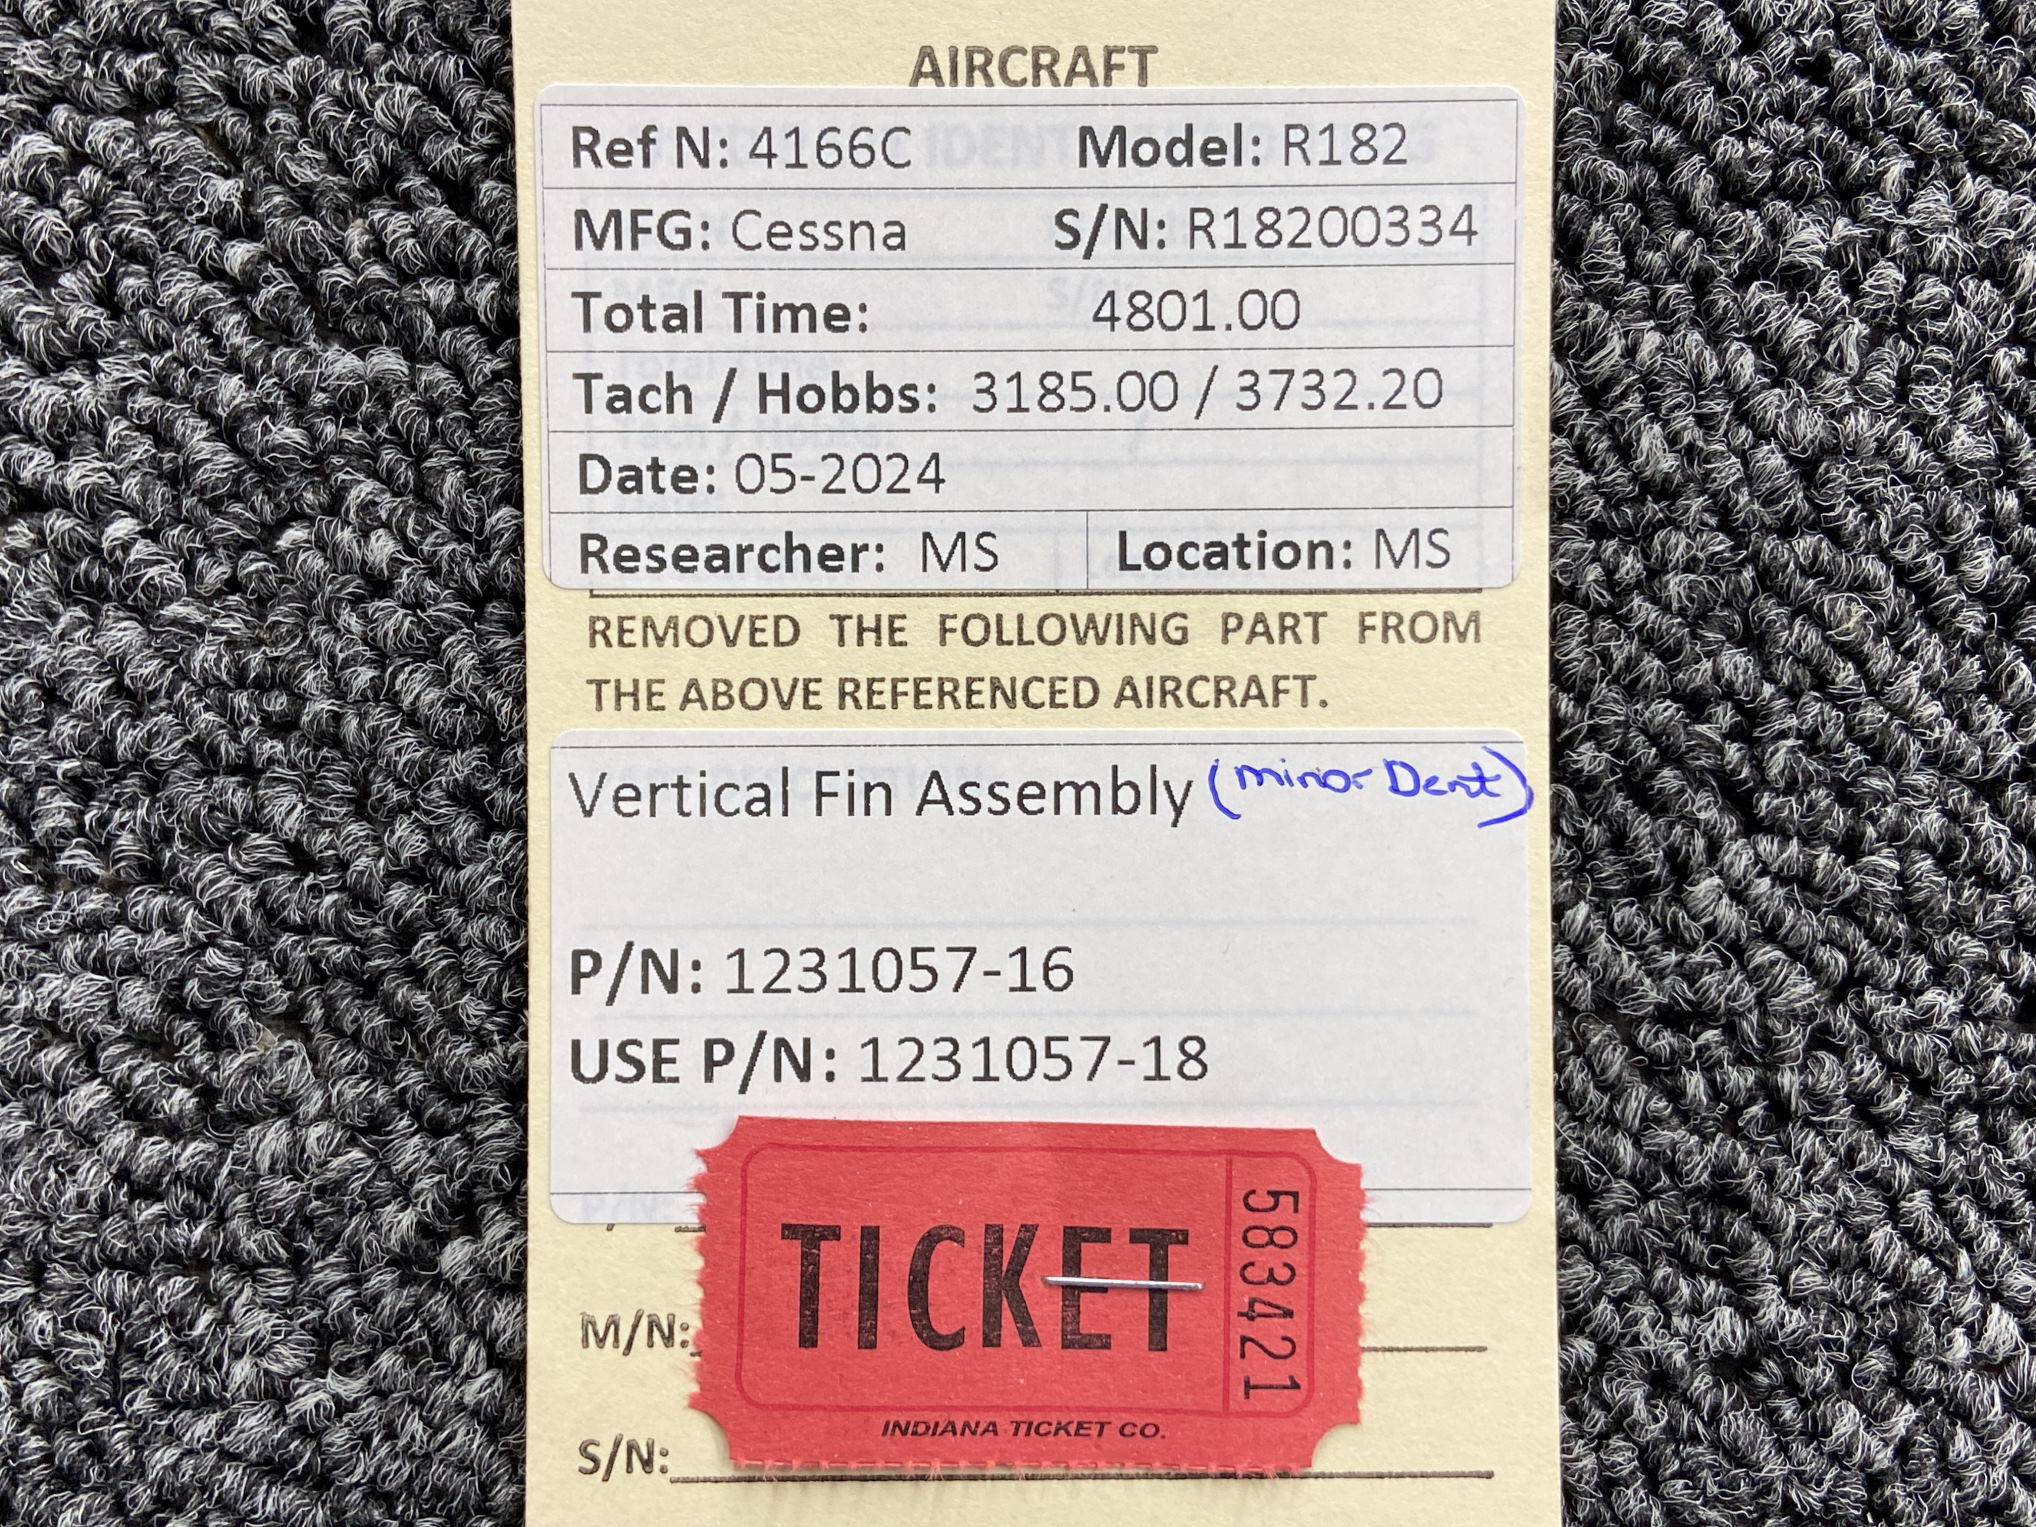 AIRCRAFT
Ref N: 4166C Model: R182
MFG: Cessna S/N: R18200334
Total Time: 4801.00
Tach / Hobbs: 3185.00 / 3732.20
Date: 05-2024
Researcher: MS Location: MS
REMOVED THE FOLLOWING PART FROM
THE ABOVE REFERENCED AIRCRAFT.
Vertical Fin Assembly (minor Dent)
P/N: 1231057-16
USE P/N: 1231057-18
TICKET
583421
INDIANA TICKET CO.
M/N:
S/N: